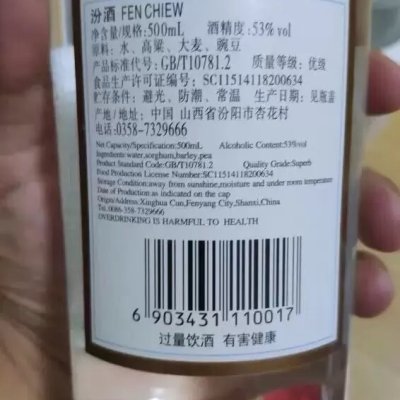 汾酒 FEN CHIEW
净含量/规格: 500mL 酒精度: 53%vol
原料: 水、高粱、大麦、豌豆
产品标准代号: GB/T10781.2 质量等级: 优级
食品生产许可证编号: SC11514118200634
贮存条件: 避光、防潮、常温 生产日期: 见瓶盖
产地/地址: 中国 山西省汾阳市杏花村
电话: 0358-7329666
Net Capacity/Specification:500mL Alcoholic Content:53%vol
Ingredients:water,sorghum,barley,pea
Product Standard Code:GB/T10781.2 Quality Grade:Superb
Food Production License Number:SC11514118200634
Storage Condition:away from sunshine,moisture and under room temperature
Date of Production as indicated on the cap
Origin/Address:Xinghua Cun,Fenyang City,Shanxi,China
Tel:0086-358-7329666
OVERDRINKING IS HARMFUL TO HEALTH
6 903431 110017
过量饮酒 有害健康